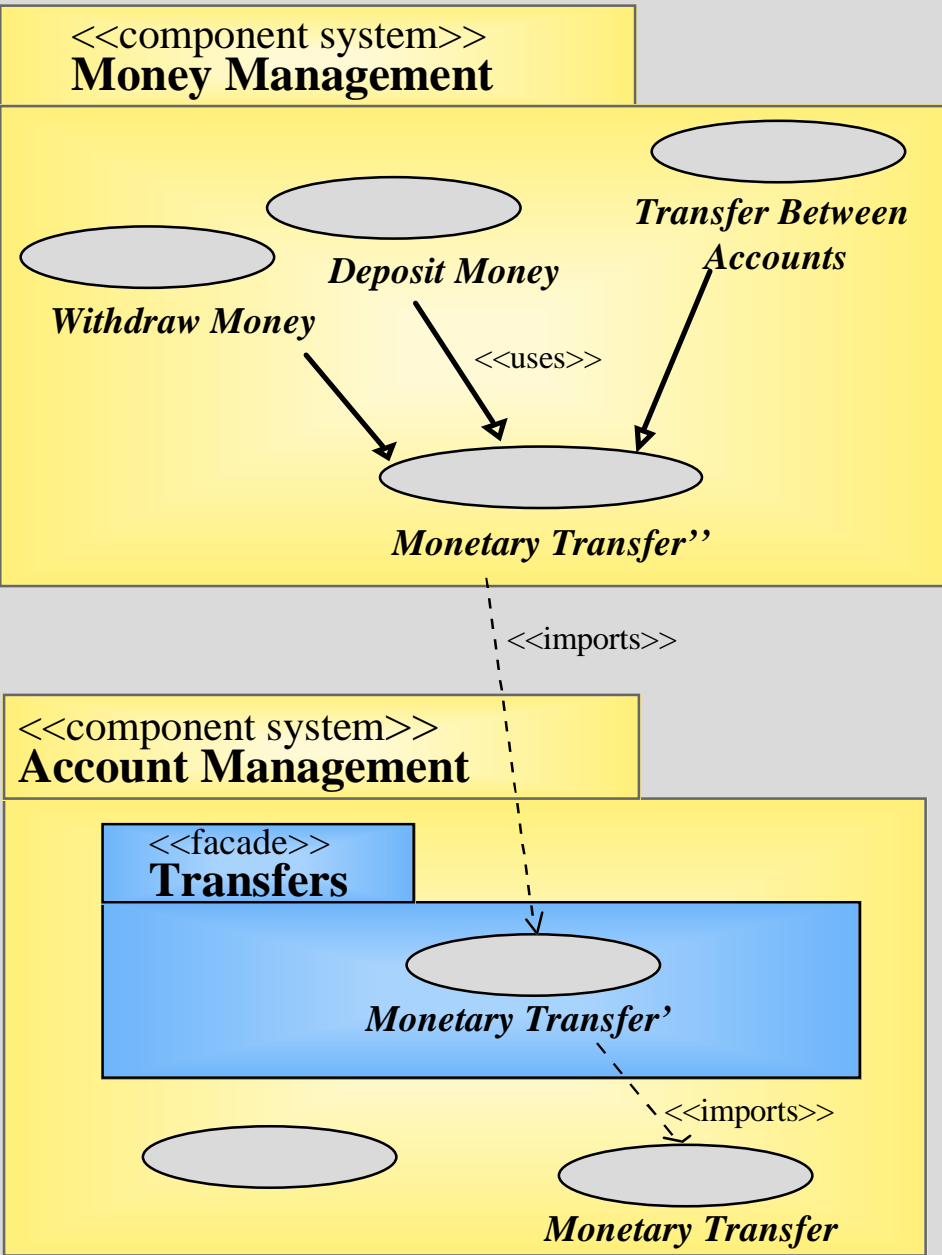 <<component system>>
Money Management
Transfer Between
Accounts
Deposit Money
Withdraw Money
<<uses>>
Monetary Transfer’’
<<imports>>
<<component system>>
Account Management
<<facade>>
Transfers
Monetary Transfer’
<<imports>>
Monetary Transfer